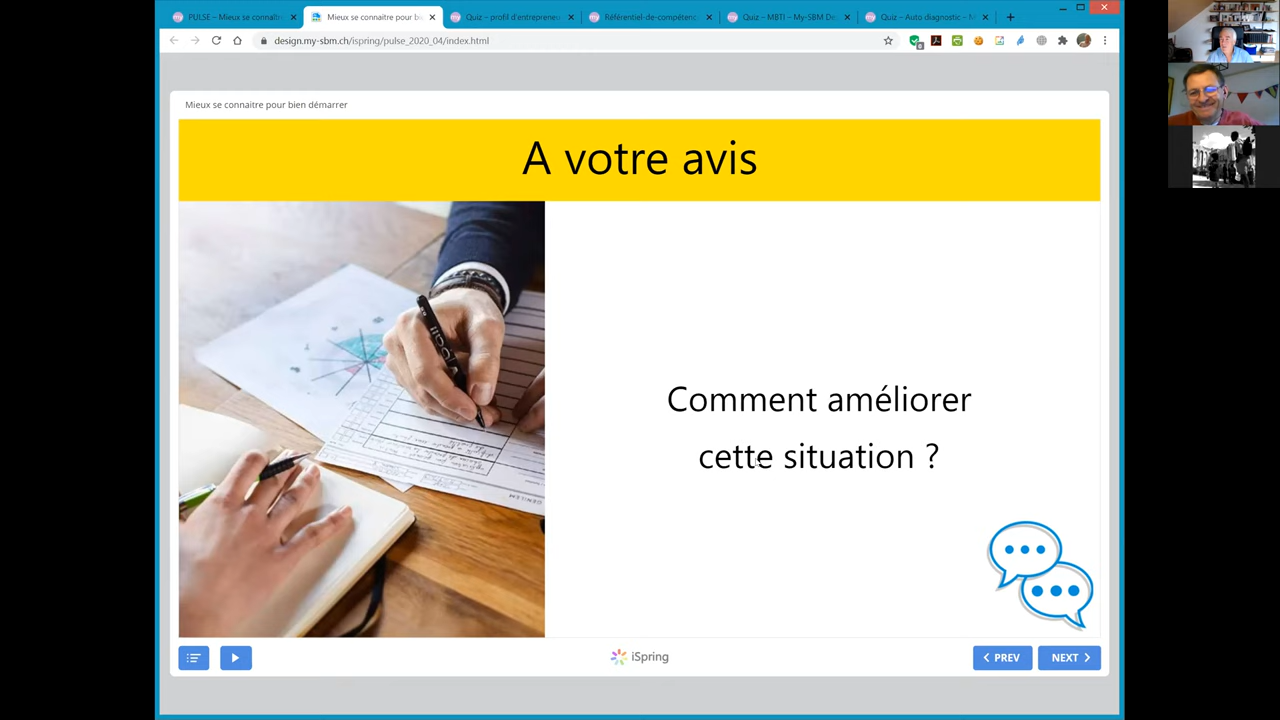 PULSE – Mieux se connaîtr
Mieux se connaitre pour bi
Quiz – profil d'entrepreneu
Référentiel-de-compétenc
Quiz – MBTI – My-SBM De
Quiz – Auto diagnostic – M
design.my-sbm.ch/ispring/pulse_2020_04/index.html
Mieux se connaitre pour bien démarrer
A votre avis
Comment améliorer
cette situation ?
iSpring
PREV
NEXT